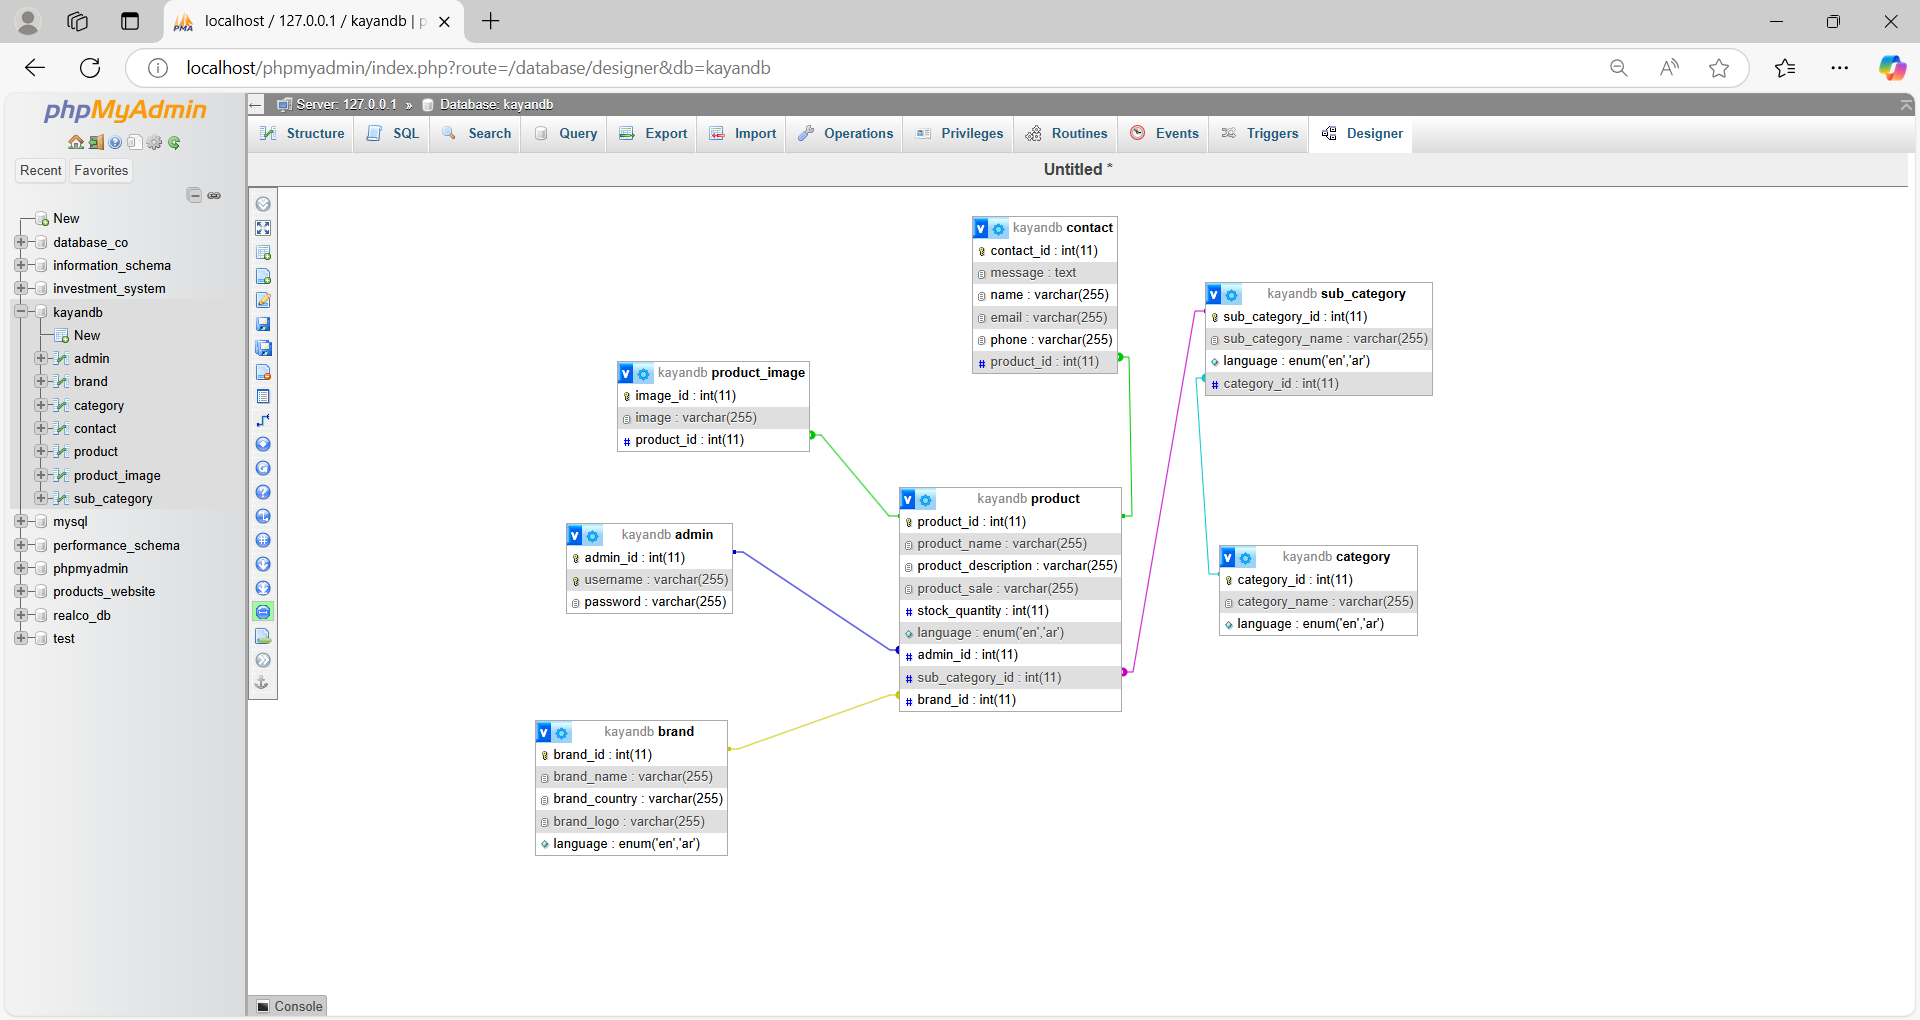 localhost / 127.0.0.1 / kayandb | p
localhost/phpmyadmin/index.php?route=/database/designer&db=kayandb
phpMyAdmin
Recent
Favorites
New
database_co
information_schema
investment_system
kayandb
New
admin
brand
category
contact
product
product_image
sub_category
mysql
performance_schema
phpmyadmin
products_website
realco_db
test
Server: 127.0.0.1 » Database: kayandb
Structure
SQL
Search
Query
Export
Import
Operations
Privileges
Routines
Events
Triggers
Designer
Untitled *
v kayandb contact
contact_id : int(11)
message : text
name : varchar(255)
email : varchar(255)
phone : varchar(255)
# product_id : int(11)
v kayandb sub_category
sub_category_id : int(11)
sub_category_name : varchar(255)
language : enum('en','ar')
# category_id : int(11)
v kayandb product_image
image_id : int(11)
image : varchar(255)
# product_id : int(11)
v kayandb product
product_id : int(11)
product_name : varchar(255)
product_description : varchar(255)
product_sale : varchar(255)
# stock_quantity : int(11)
language : enum('en','ar')
# admin_id : int(11)
# sub_category_id : int(11)
# brand_id : int(11)
v kayandb admin
admin_id : int(11)
username : varchar(255)
password : varchar(255)
v kayandb category
category_id : int(11)
category_name : varchar(255)
language : enum('en','ar')
v kayandb brand
brand_id : int(11)
brand_name : varchar(255)
brand_country : varchar(255)
brand_logo : varchar(255)
language : enum('en','ar')
Console